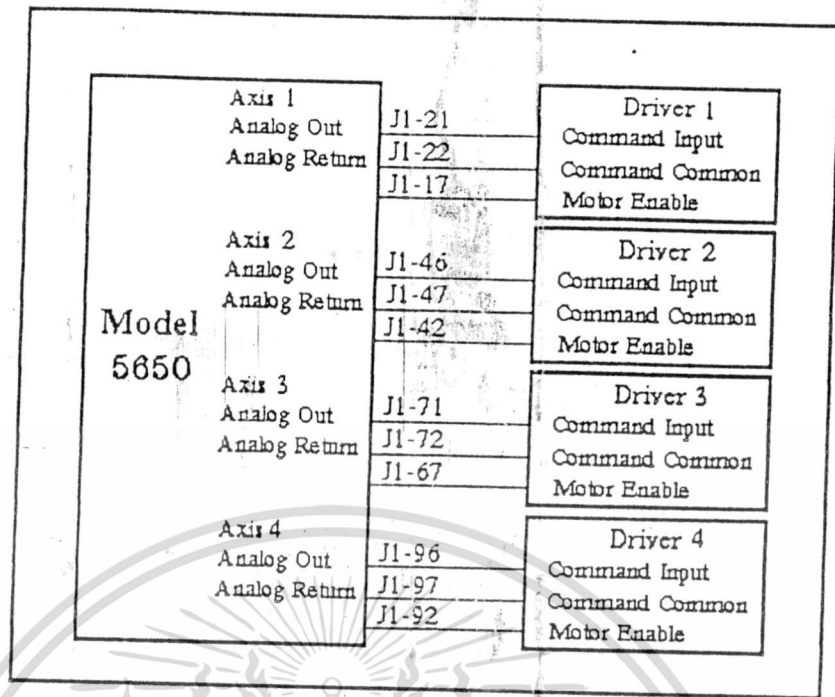 Model
5650
Axis 1
Analog Out
Analog Return
J1-21
J1-22
J1-17
Driver 1
Command Input
Command Common
Motor Enable
Axis 2
Analog Out
Analog Return
J1-46
J1-47
J1-42
Driver 2
Command Input
Command Common
Motor Enable
Axis 3
Analog Out
Analog Return
J1-71
J1-72
J1-67
Driver 3
Command Input
Command Common
Motor Enable
Axis 4
Analog Out
Analog Return
J1-96
J1-97
J1-92
Driver 4
Command Input
Command Common
Motor Enable